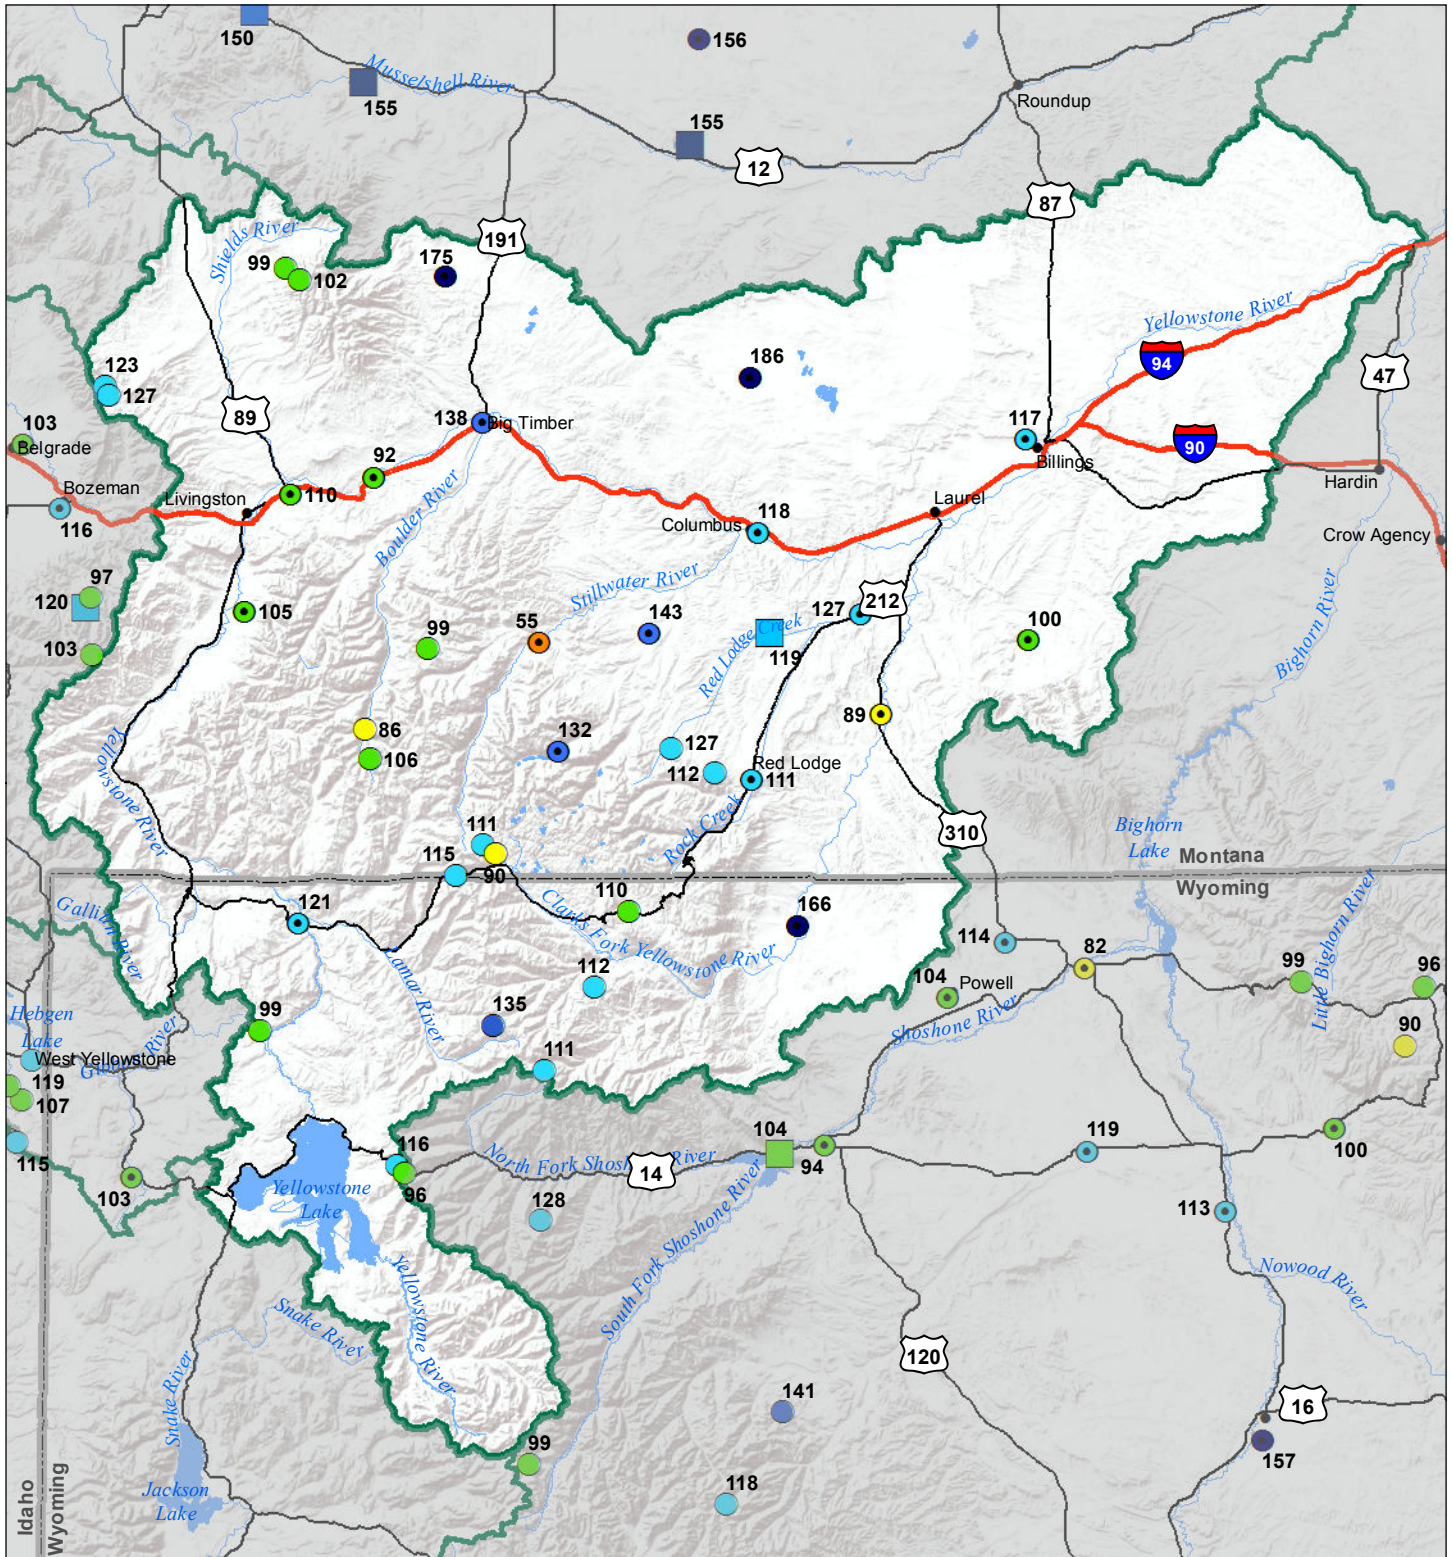 150
156
Musselshell River
155
Roundup
155
12
87
191
Shields River
99
102
175
Yellowstone River
94
123
127
186
47
89
138
Big Timber
103
Belgrade
117
Billings
90
92
Bozeman
Livingston
110
Laurel
Hardin
116
Columbus
118
Boulder River
Crow Agency
Stillwater River
97
120
105
99
55
143
127
212
Red Lodge Creek
119
100
103
Bighorn River
86
89
132
106
127
112
Red Lodge
111
Yellowstone River
Rock Creek
310
Bighorn
Lake
111
115
90
Montana
Wyoming
110
Clarks Fork Yellowstone River
Gallatin River
121
166
Lamar River
114
82
Little Bighorn River
99
96
112
104
Powell
Shoshone River
135
99
90
Hebgen
Lake
West Yellowstone
Gibbon River
111
119
107
115
116
96
North Fork Shoshone River
14
104
94
119
100
103
Yellowstone
Lake
128
113
South Fork Shoshone River
Nowood River
Yellowstone River
Snake River
Snake River
120
141
16
157
99
118
Jackson
Lake
Idaho
Wyoming